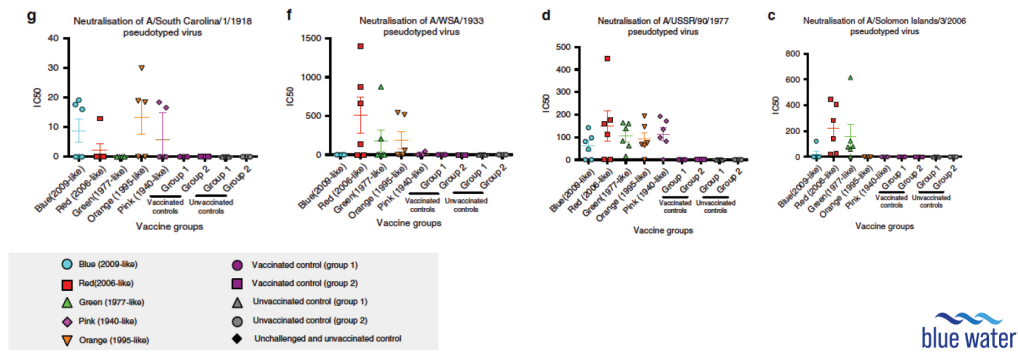 g
Neutralisation of A/South Carolina/1/1918
pseudotyped virus
IC50
40
30
20
10
0
Blue(2009-like)
Red (2006-like)
Green(1977-like)
Orange (1995-like)
Pink (1940-like)
Group 1
Group 2
Group 1
Group 2
Vaccinated
controls
Unvaccinated
controls
Vaccine groups
f
Neutralisation of A/WSA/1933
pseudotyped virus
IC50
1500
1000
500
0
Blue(2009-like)
Red (2006-like)
Green(1977-like)
Orange (1995-like)
Pink (1940-like)
Group 1
Group 2
Group 1
Group 2
Vaccinated
controls
Unvaccinated
controls
Vaccine groups
d
Neutralisation of A/USSR/90/1977
pseudotyped virus
IC50
500
400
300
200
100
0
Blue (2009-like)
Red (2006-like)
Green(1977-like)
Orange(1995-like)
Pink (1940-like)
Group 1
Group 2
Group 1
Group 2
Vaccinated
controls
Unvaccinated
controls
Vaccine groups
c
Neutralisation of A/Solomon Islands/3/2006
pseudotyped virus
IC50
800
600
400
200
0
Blue(2009-like)
Red(2006-like)
Green(1977-like)
Orange (1995-like)
Pink (1940-like)
Group 1
Group 2
Group 1
Group 2
Vaccinated
controls
Unvaccinated
controls
Vaccine groups
Blue (2009-like)
Red(2006-like)
Green (1977-like)
Pink (1940-like)
Orange (1995-like)
Vaccinated control (group 1)
Vaccinated control (group 2)
Unvaccinated control (group 1)
Unvaccinated control (group 2)
Unchallenged and unvaccinated control
blue water